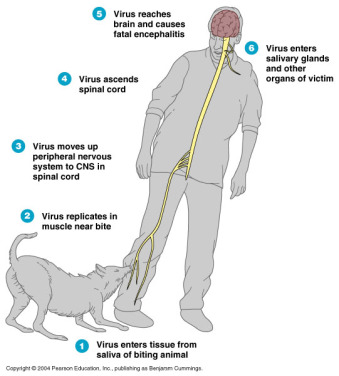 5 Virus reaches
brain and causes
fatal encephalitis
6 Virus enters
salivary glands
and other
organs of victim
4 Virus ascends
spinal cord
3 Virus moves up
peripheral nervous
system to CNS in
spinal cord
2 Virus replicates in
muscle near bite
1 Virus enters tissue from
saliva of biting animal
Copyright © 2004 Pearson Education, Inc., publishing as Benjamin Cummings.